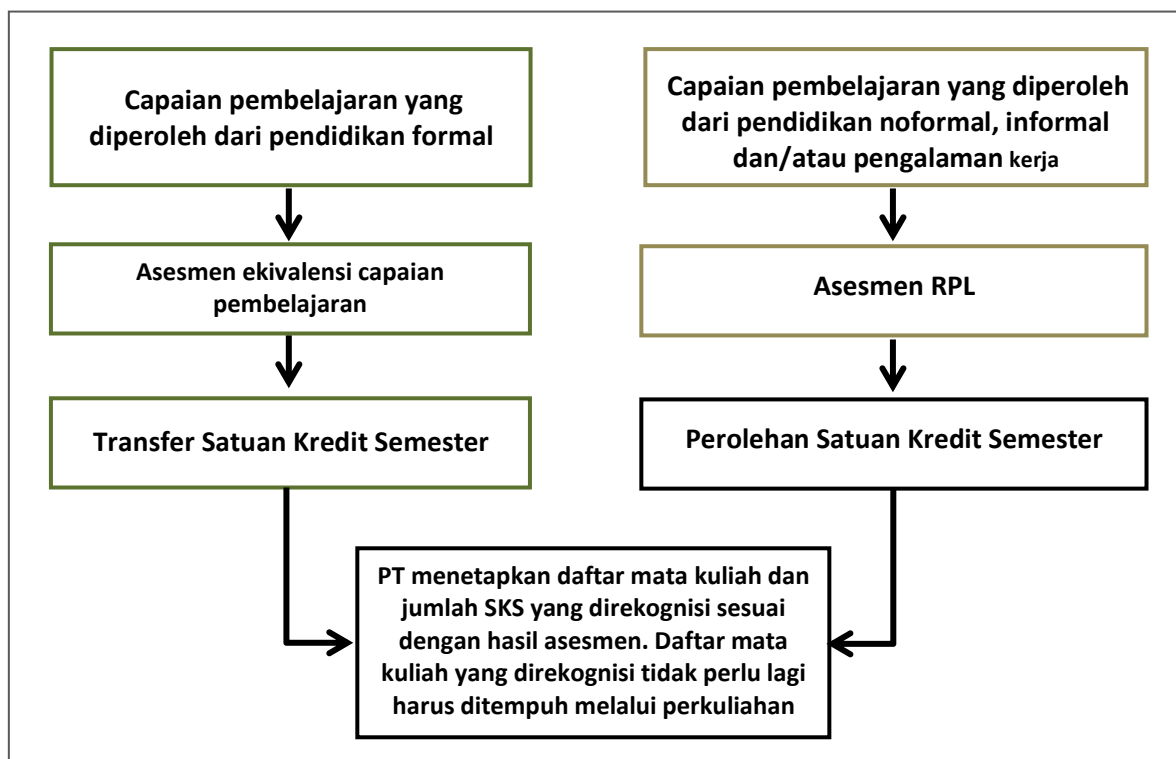 Capaian pembelajaran yang
diperoleh dari pendidikan formal
Asesmen ekivalensi capaian
pembelajaran
Transfer Satuan Kredit Semester
Capaian pembelajaran yang diperoleh
dari pendidikan noformal, informal
dan/atau pengalaman kerja
Asesmen RPL
Perolehan Satuan Kredit Semester
PT menetapkan daftar mata kuliah dan
jumlah SKS yang direkognisi sesuai
dengan hasil asesmen. Daftar mata
kuliah yang direkognisi tidak perlu lagi
harus ditempuh melalui perkuliahan